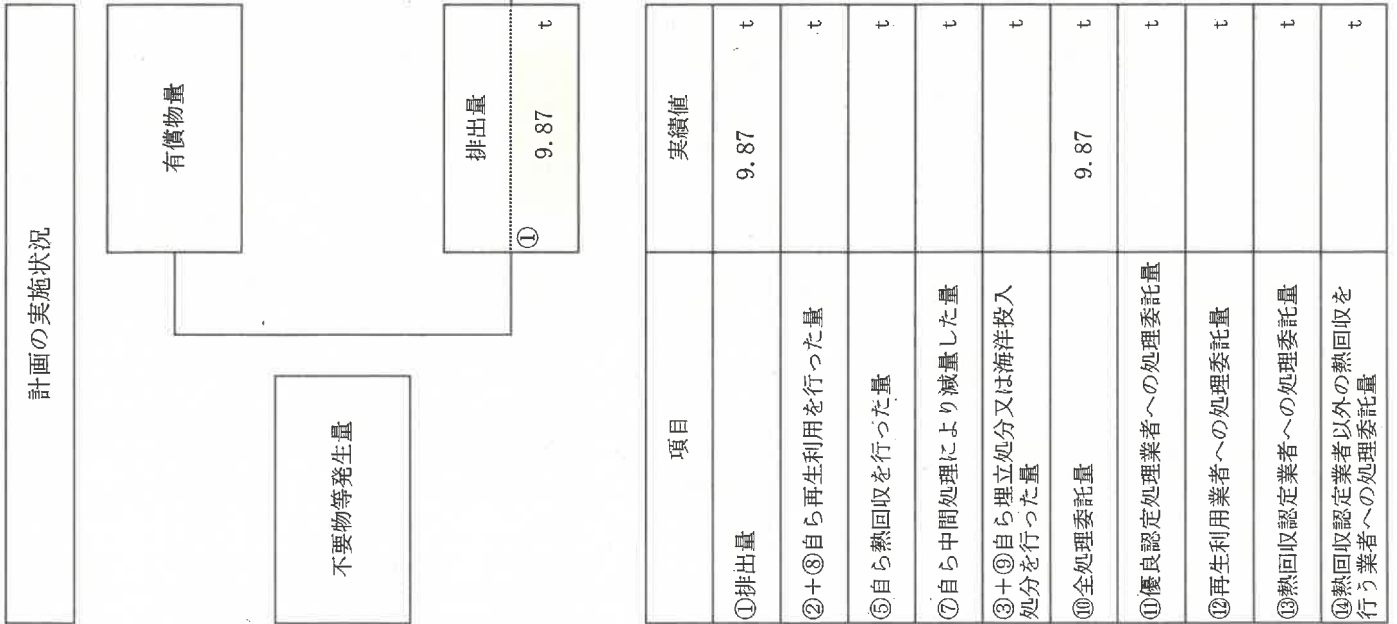 計画の実施状況
有償物量
不要物等発生量
排出量
① 9.87 t
項目 実績値
①排出量 9.87 t
②+⑧自ら再生利用を行った量 t
⑤自ら熱回収を行った量 t
⑦自ら中間処理により減量した量 t
③+⑨自ら埋立処分又は海洋投入
処分を行った量 t
⑩全処理委託量 9.87 t
⑪優良認定処理業者への処理委託量 t
⑫再生利用業者への処理委託量 t
⑬熱回収認定業者への処理委託量 t
⑭熱回収認定業者以外の熱回収を
行う業者への処理委託量 t